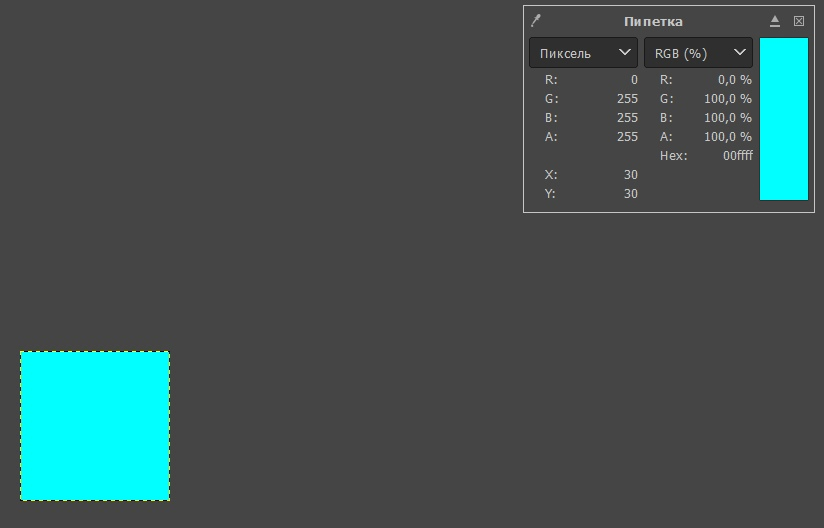 Пипетка
Пиксель RGB (%)
R: 0 R: 0,0 %
G: 255 G: 100,0 %
B: 255 B: 100,0 %
A: 255 A: 100,0 %
Hex: 00ffff
X: 30
Y: 30